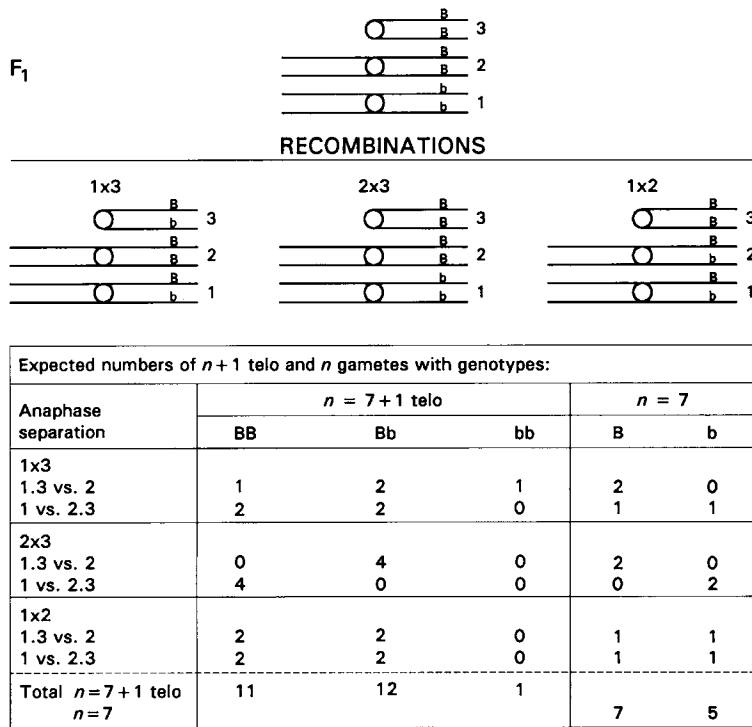 B
B 3
F1
B
B 2
b
b 1
RECOMBINATIONS
1x3 2x3 1x2
B B B
b 3 B 3 B 3
B B B
B 2 B 2 b 2
B b B
b 1 b 1 b 1
Expected numbers of n+1 telo and n gametes with genotypes:
Anaphase separation n = 7+1 telo n = 7
BB Bb bb B b
1x3
1.3 vs. 2 1 2 1 2 0
1 vs. 2.3 2 2 0 1 1
2x3
1.3 vs. 2 0 4 0 2 0
1 vs. 2.3 4 0 0 0 2
1x2
1.3 vs. 2 2 2 0 1 1
1 vs. 2.3 2 2 0 1 1
Total n=7+1 telo 11 12 1
n=7 7 5